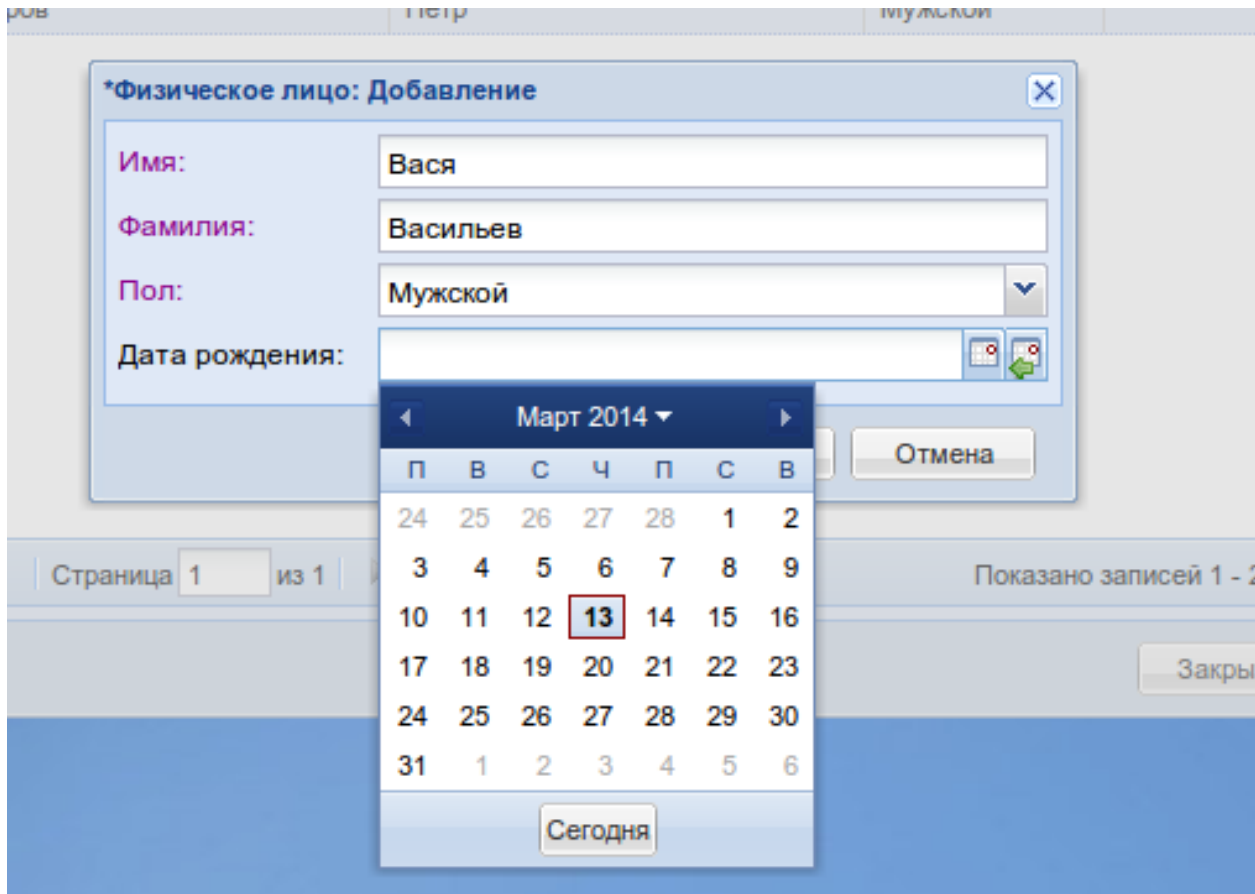 Петр Мужской
*Физическое лицо: Добавление
Имя: Вася
Фамилия: Васильев
Пол: Мужской
Дата рождения:
Март 2014
Отмена
П В С Ч П С В
24 25 26 27 28 1 2
3 4 5 6 7 8 9
Страница 1 из 1
Показано записей 1 -
10 11 12 13 14 15 16
17 18 19 20 21 22 23
24 25 26 27 28 29 30
31 1 2 3 4 5 6
Сегодня